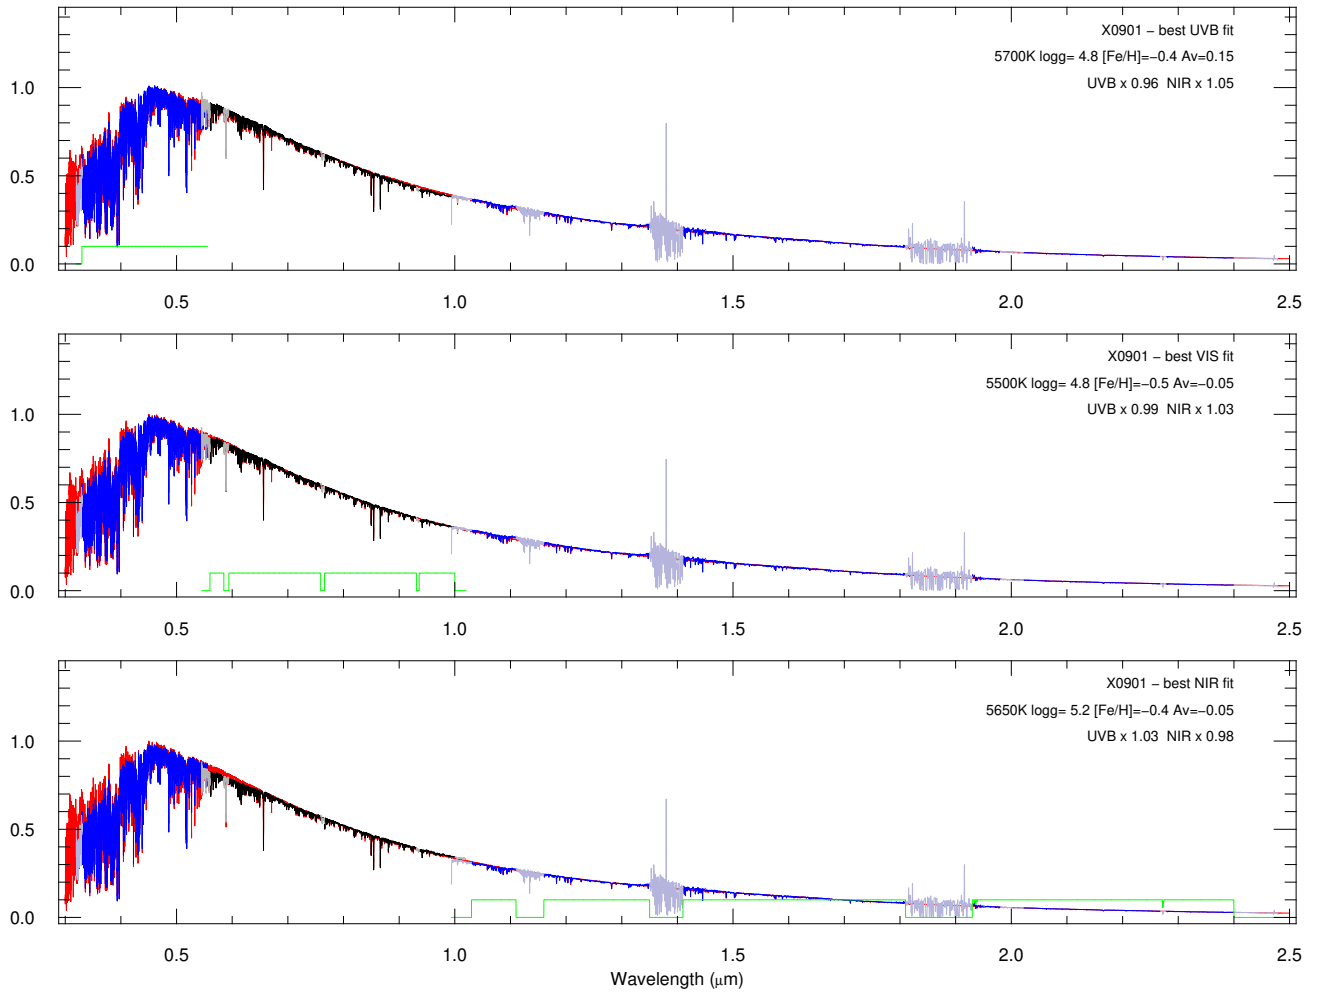 X0901 − best UVB fit
5700K logg= 4.8 [Fe/H]=−0.4 Av=0.15
UVB x 0.96 NIR x 1.05
1.0
0.5
0.0
0.5 1.0 1.5 2.0 2.5
X0901 − best VIS fit
5500K logg= 4.8 [Fe/H]=−0.5 Av=−0.05
UVB x 0.99 NIR x 1.03
1.0
0.5
0.0
0.5 1.0 1.5 2.0 2.5
X0901 − best NIR fit
5650K logg= 5.2 [Fe/H]=−0.4 Av=−0.05
UVB x 1.03 NIR x 0.98
1.0
0.5
0.0
0.5 1.0 1.5 2.0 2.5
Wavelength (μm)